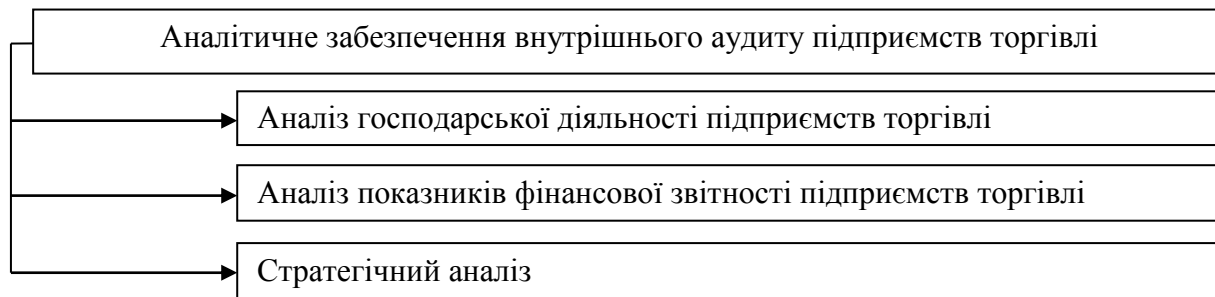 Аналітичне забезпечення внутрішнього аудиту підприємств торгівлі
Аналіз господарської діяльності підприємств торгівлі
Аналіз показників фінансової звітності підприємств торгівлі
Стратегічний аналіз